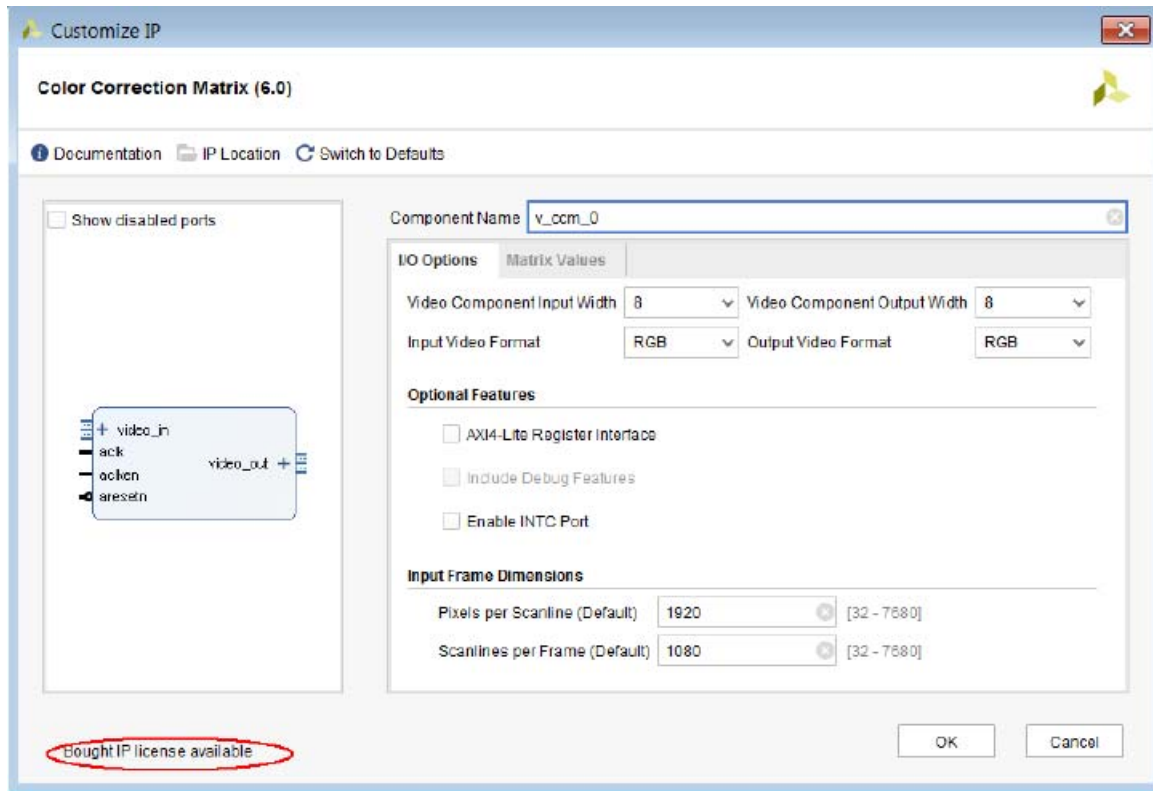 Customize IP
Color Correction Matrix (6.0)
Documentation IP Location Switch to Defaults
Show disabled ports
video_in
aclk
aclken
aresetn
video_out
Component Name v_ccm_0
I/O Options Matrix Values
Video Component Input Width 8 Video Component Output Width 8
Input Video Format RGB Output Video Format RGB
Optional Features
AXI4-Lite Register Interface
Include Debug Features
Enable INTC Port
Input Frame Dimensions
Pixels per Scanline (Default) 1920 [32 - 7680]
Scanlines per Frame (Default) 1080 [32 - 7680]
Bought IP license available
OK Cancel